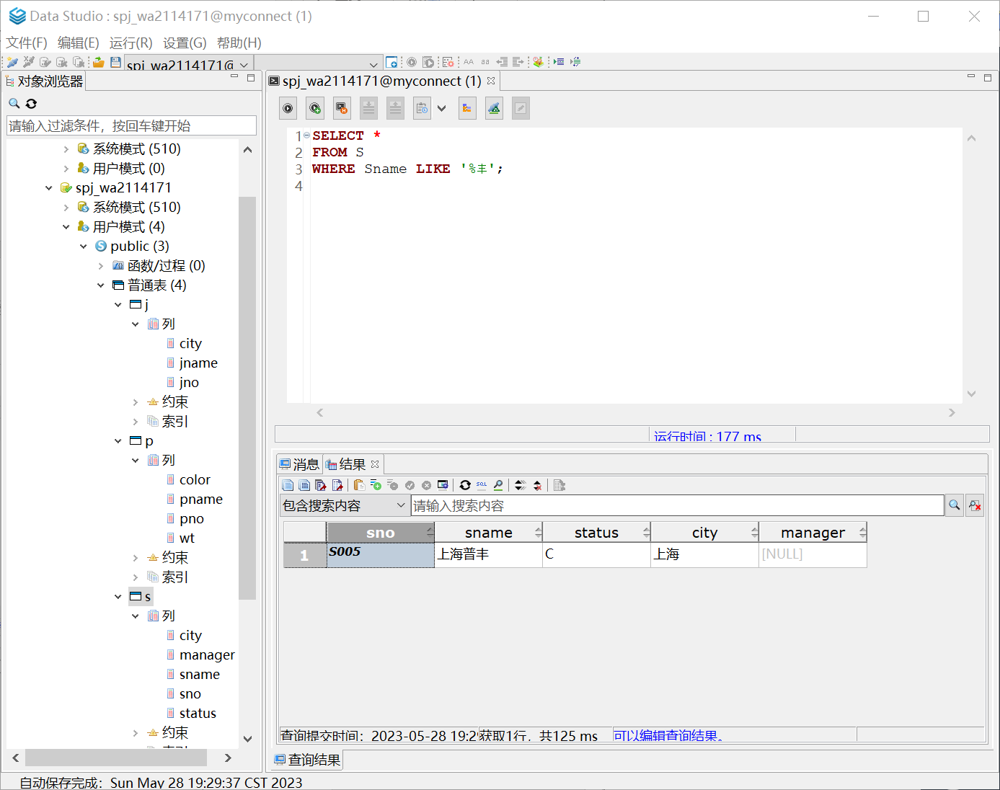 Data Studio : spj_wa2114171@myconnect (1)
文件(F) 编辑(E) 运行(R) 设置(G) 帮助(H)
spj_wa2114171@
对象浏览器
请输入过滤条件，按回车键开始
系统模式 (510)
用户模式 (0)
spj_wa2114171
系统模式 (510)
用户模式 (4)
public (3)
函数/过程 (0)
普通表 (4)
j
列
city
jname
jno
约束
索引
p
列
color
pname
pno
wt
约束
索引
s
列
city
manager
sname
sno
status
约束
spj_wa2114171@myconnect (1)
1 SELECT *
2 FROM S
3 WHERE Sname LIKE '%丰';
4
运行时间 : 177 ms
消息 结果
包含搜索内容 请输入搜索内容
sno sname status city manager
1 S005 上海普丰 C 上海 [NULL]
查询提交时间： 2023-05-28 19:2 获取1行，共125 ms 可以编辑查询结果。
查询结果
自动保存完成： Sun May 28 19:29:37 CST 2023